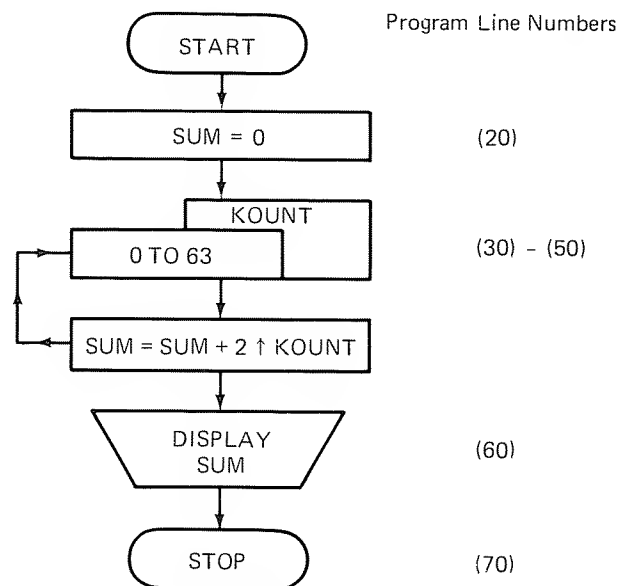 Program Line Numbers
START
SUM = 0 (20)
KOUNT
0 TO 63 (30) – (50)
SUM = SUM + 2 ↑ KOUNT
DISPLAY
SUM (60)
STOP (70)